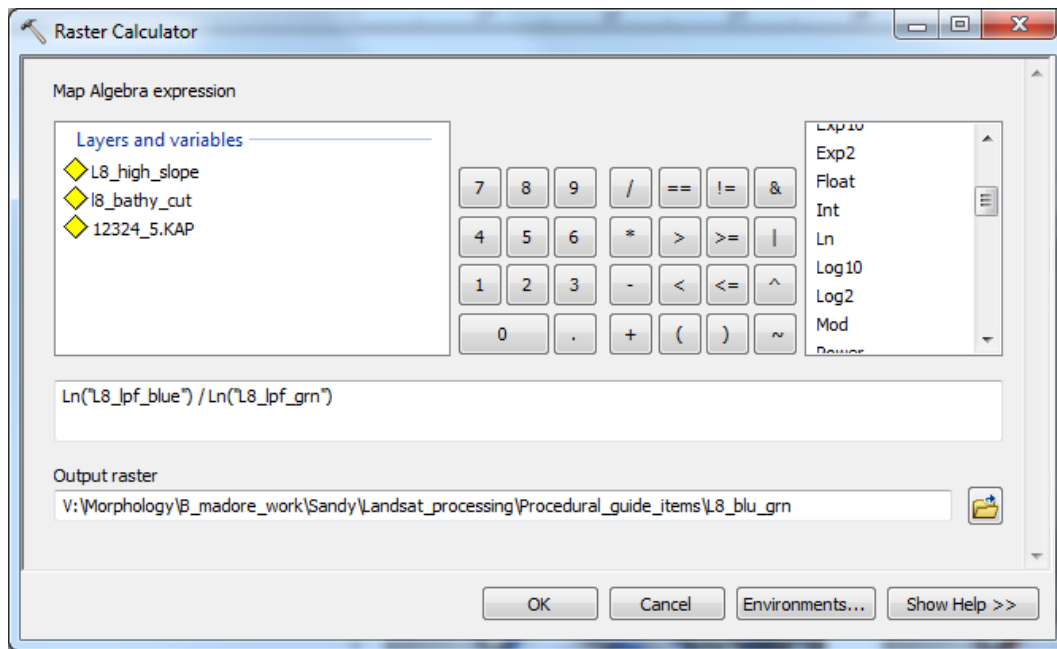 Raster Calculator
Map Algebra expression
Layers and variables
L8_high_slope
l8_bathy_cut
12324_5.KAP
7 8 9 / == != &
4 5 6 * > >= |
1 2 3 - < <= ^
0 . + ( ) ~
Exp10
Exp2
Float
Int
Ln
Log10
Log2
Mod
Power
Ln("L8_lpf_blue") / Ln("L8_lpf_grn")
Output raster
V:\Morphology\B_madore_work\Sandy\Landsat_processing\Procedural_guide_items\L8_blu_grn
OK Cancel Environments... Show Help >>